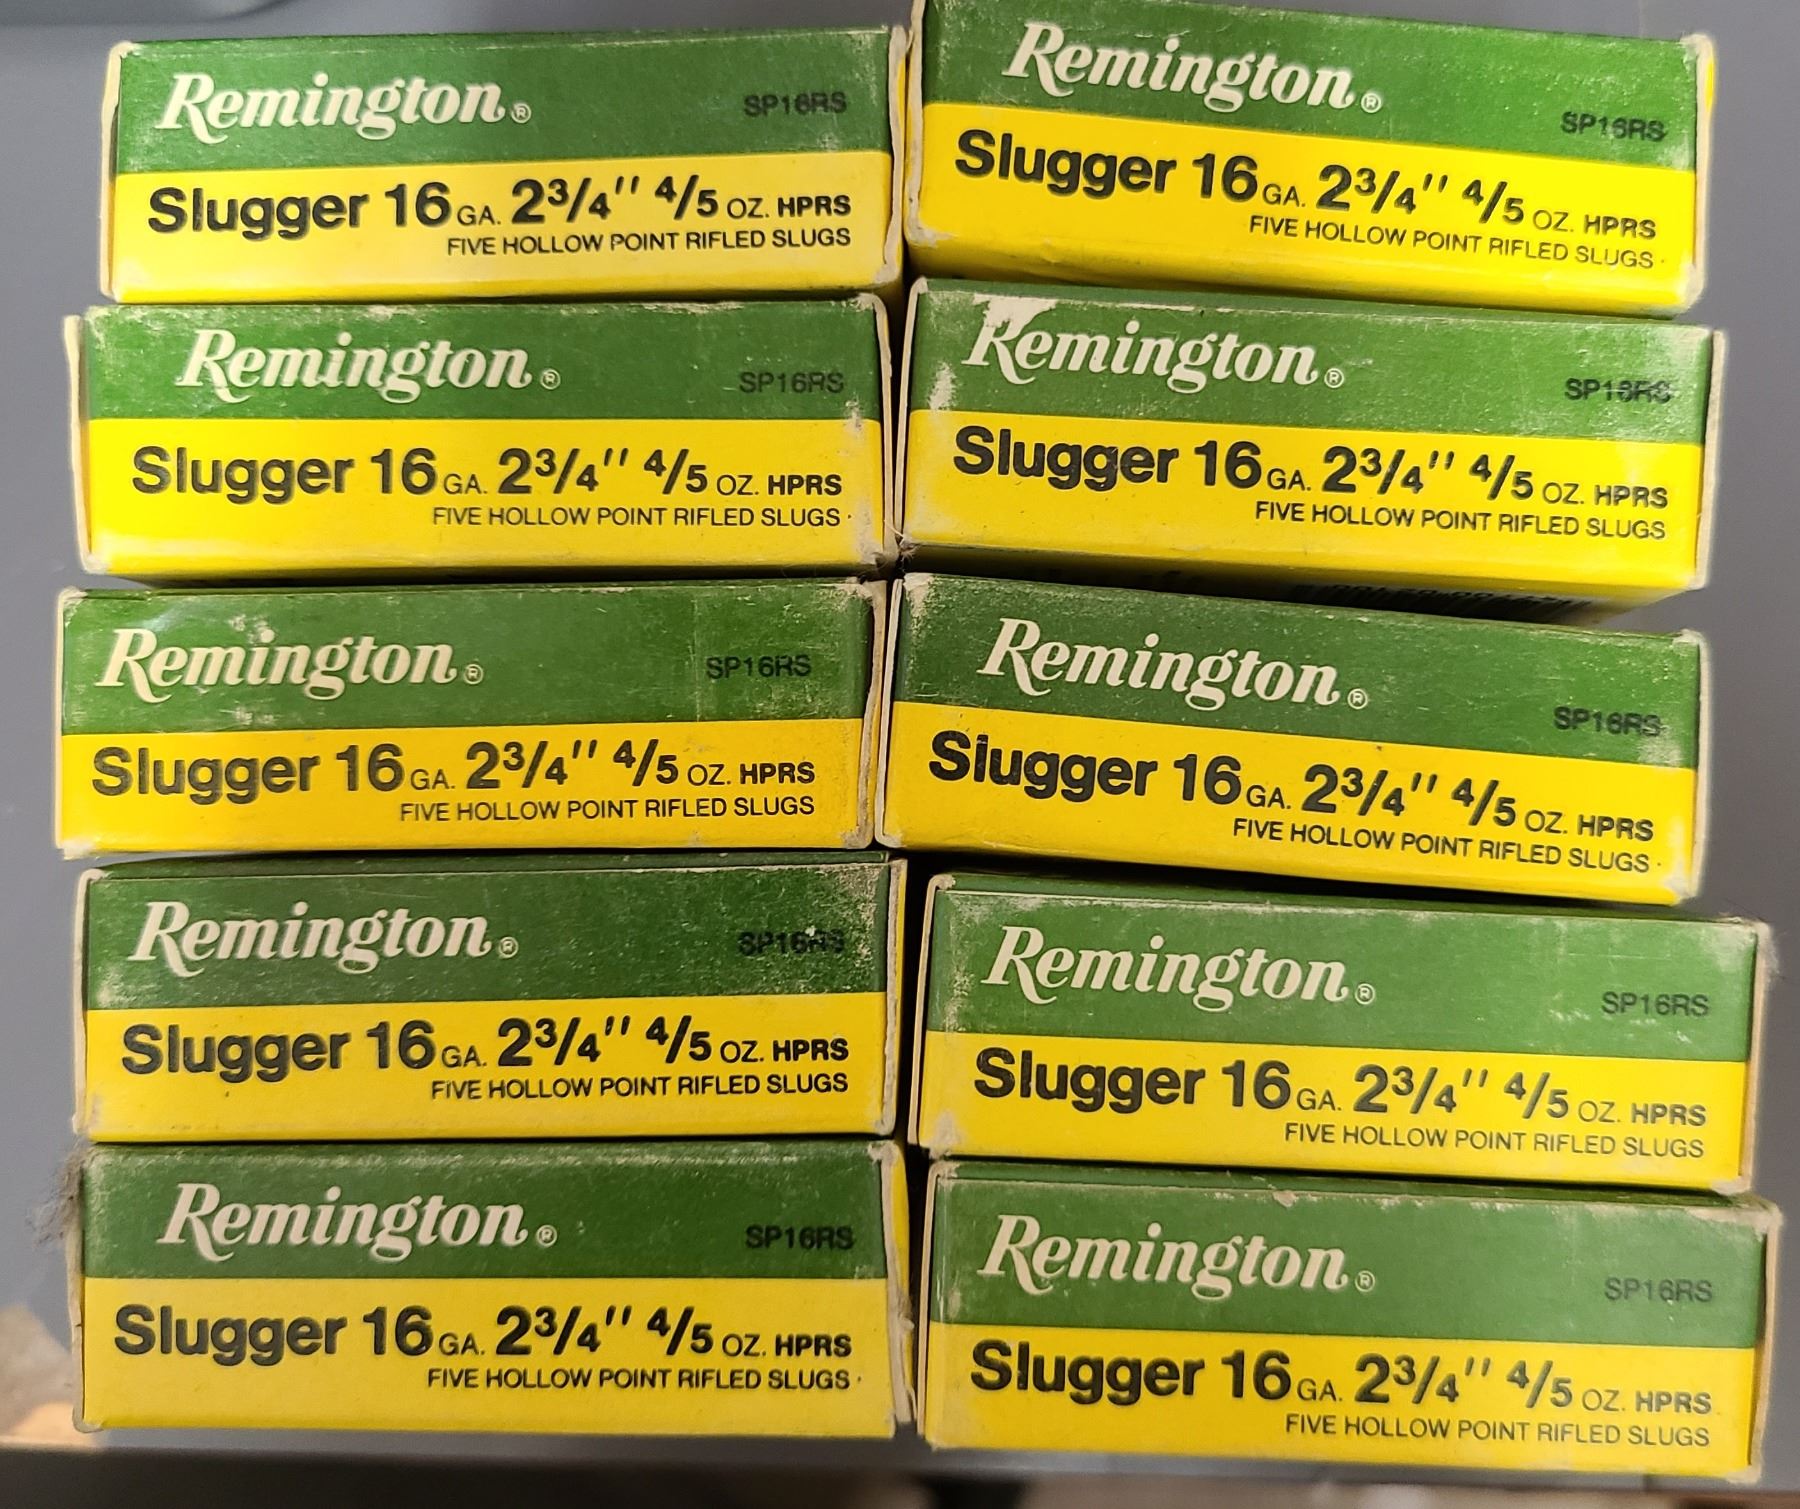 Remington® SP16RS
Slugger 16 GA. 2 3/4" 4/5 OZ. HPRS
FIVE HOLLOW POINT RIFLED SLUGS
Remington® SP16RS
Slugger 16 GA. 2 3/4" 4/5 OZ. HPRS
FIVE HOLLOW POINT RIFLED SLUGS
Remington® SP16RS
Slugger 16 GA. 2 3/4" 4/5 OZ. HPRS
FIVE HOLLOW POINT RIFLED SLUGS
Remington® SP16RS
Slugger 16 GA. 2 3/4" 4/5 OZ. HPRS
FIVE HOLLOW POINT RIFLED SLUGS
Remington® SP16RS
Slugger 16 GA. 2 3/4" 4/5 OZ. HPRS
FIVE HOLLOW POINT RIFLED SLUGS
Remington® SP16RS
Slugger 16 GA. 2 3/4" 4/5 OZ. HPRS
FIVE HOLLOW POINT RIFLED SLUGS
Remington® SP16RS
Slugger 16 GA. 2 3/4" 4/5 OZ. HPRS
FIVE HOLLOW POINT RIFLED SLUGS
Remington® SP16RS
Slugger 16 GA. 2 3/4" 4/5 OZ. HPRS
FIVE HOLLOW POINT RIFLED SLUGS
Remington® SP16RS
Slugger 16 GA. 2 3/4" 4/5 OZ. HPRS
FIVE HOLLOW POINT RIFLED SLUGS
Remington® SP16RS
Slugger 16 GA. 2 3/4" 4/5 OZ. HPRS
FIVE HOLLOW POINT RIFLED SLUGS